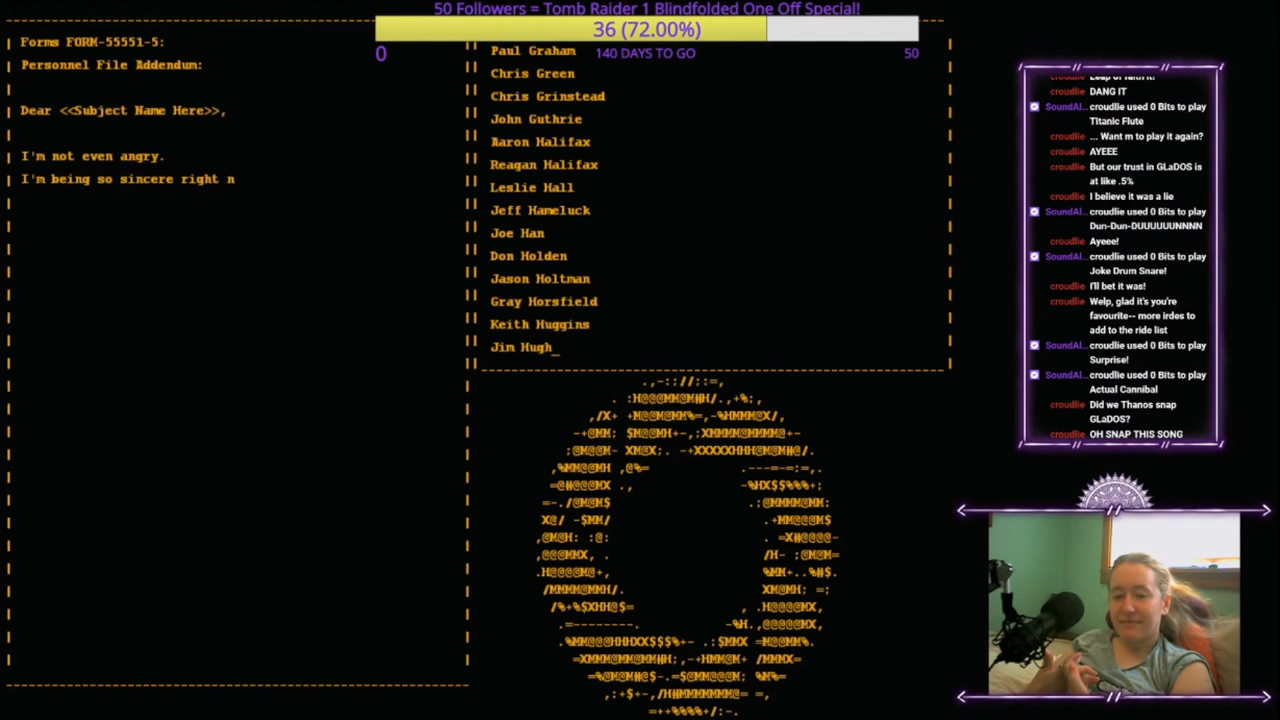 50 Followers = Tomb Raider 1 Blindfolded One Off Special!
36 (72.00%)
0
140 DAYS TO GO
50
Forms FORM-55551-5:
Personnel File Addendum:
Dear <<Subject Name Here>>,
I'm not even angry.
I'm being so sincere right n
Paul Graham
Chris Green
Chris Grinstead
John Guthrie
Aaron Halifax
Reagan Halifax
Leslie Hall
Jeff Hameluck
Joe Han
Don Holden
Jason Holtman
Gray Horsfield
Keith Huggins
Jim Hugh_
croudlie Leap of faith it!
croudlie DANG IT
SoundAl... croudlie used 0 Bits to play
Titanic Flute
croudlie ... Want m to play it again?
croudlie AYEEE
croudlie But our trust in GLaDOS is
at like .5%
croudlie I believe it was a lie
SoundAl... croudlie used 0 Bits to play
Dun-Dun-DUUUUUUNNNN
croudlie Ayeee!
SoundAl... croudlie used 0 Bits to play
Joke Drum Snare!
croudlie I'll bet it was!
croudlie Welp, glad it's you're
favourite-- more irdes to
add to the ride list
SoundAl... croudlie used 0 Bits to play
Surprise!
SoundAl... croudlie used 0 Bits to play
Actual Cannibal
croudlie Did we Thanos snap
GLaDOS?
croudlie OH SNAP THIS SONG